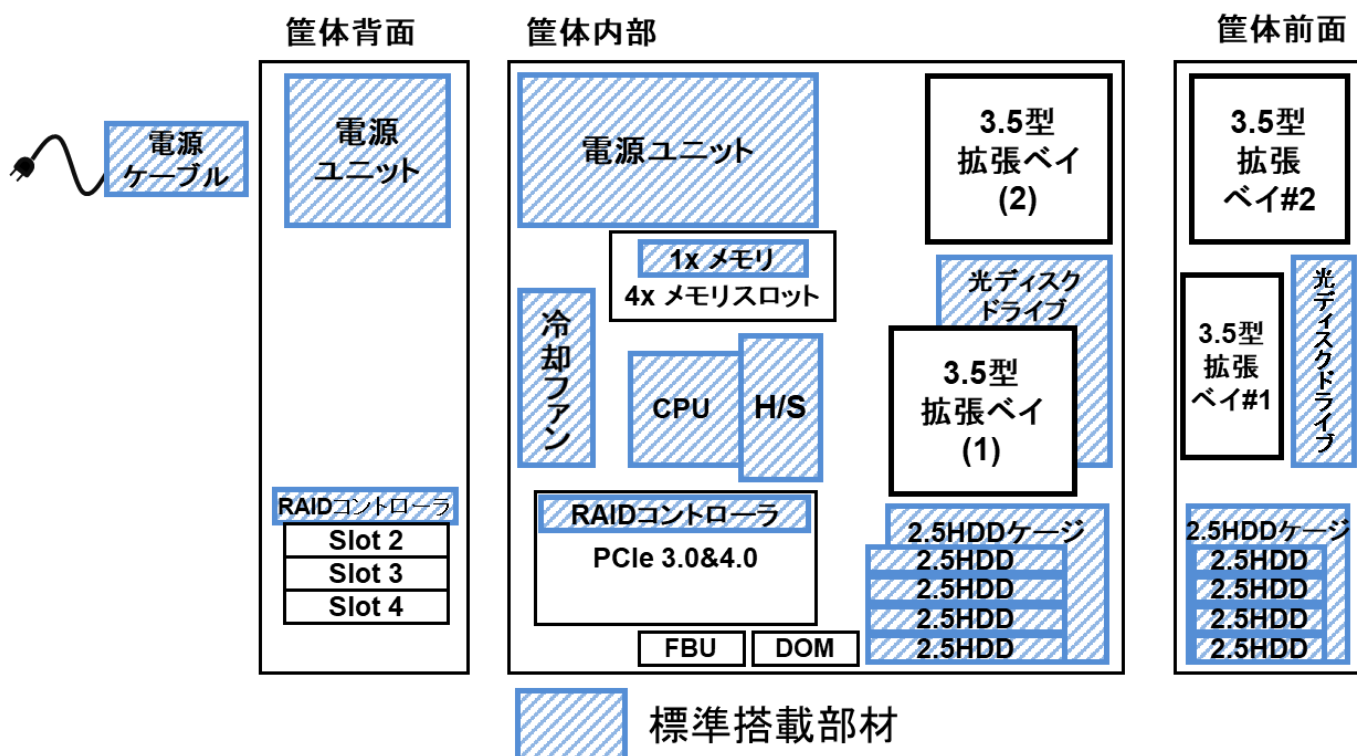 筐体背面
筐体内部
筐体前面
電源
ケーブル
電源
ユニット
RAIDコントローラ
Slot 2
Slot 3
Slot 4
電源ユニット
1x メモリ
4x メモリスロット
冷却ファン
CPU
H/S
RAIDコントローラ
PCIe 3.0&4.0
FBU
DOM
3.5型
拡張ベイ
(2)
光ディスク
ドライブ
3.5型
拡張ベイ
(1)
2.5HDDケージ
2.5HDD
2.5HDD
2.5HDD
2.5HDD
3.5型
拡張
ベイ#2
3.5型
拡張
ベイ#1
光ディスクドライブ
2.5HDDケージ
2.5HDD
2.5HDD
2.5HDD
2.5HDD
標準搭載部材